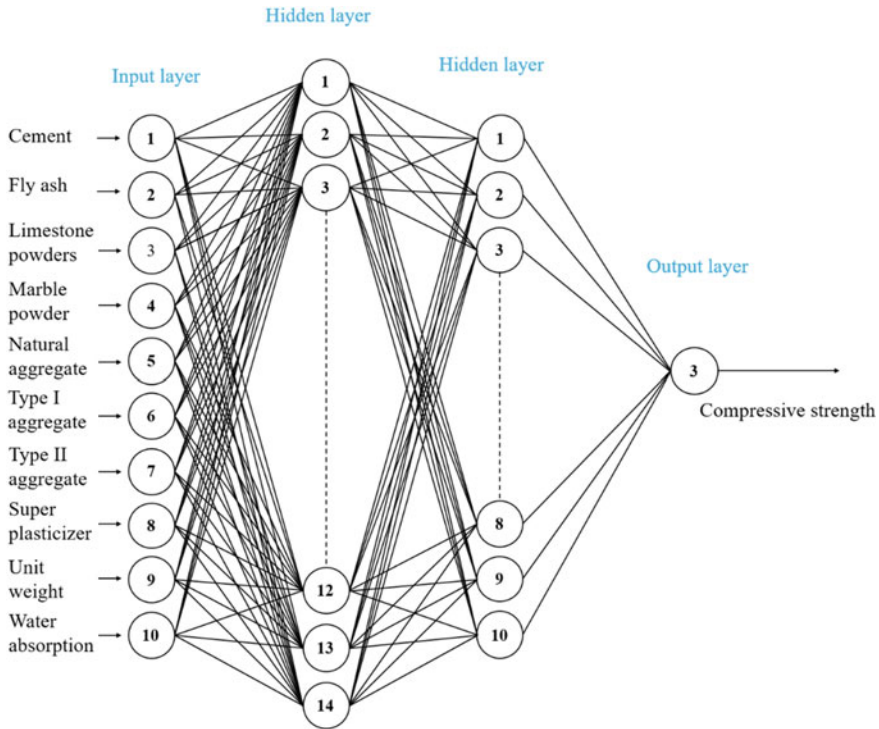 Hidden layer
Input layer
Hidden layer
Output layer
Cement
Fly ash
Limestone
powders
Marble
powder
Natural
aggregate
Type I
aggregate
Type II
aggregate
Super
plasticizer
Unit
weight
Water
absorption
1
2
3
4
5
6
7
8
9
10
1
2
3
12
13
14
1
2
3
8
9
10
3
Compressive strength